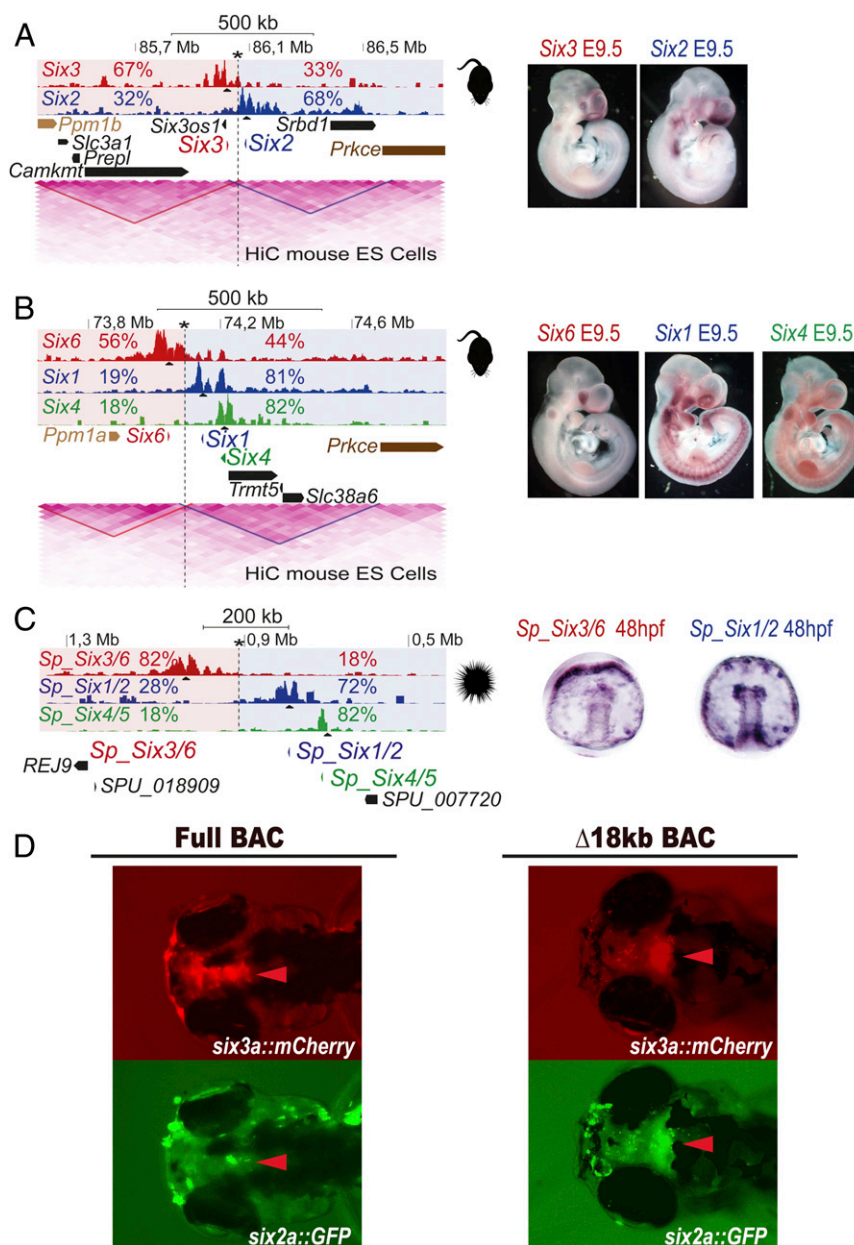 A
500 kb
85,7 Mb 86,1 Mb 86,5 Mb
*
Six3 67% 33%
Six2 32% 68%
Ppm1b Six3os1 Srbd1
Slc3a1 Six3 Six2 Prkce
Prepl
Camkmt
HiC mouse ES Cells
Six3 E9.5 Six2 E9.5
B
500 kb
73,8 Mb 74,2 Mb 74,6 Mb
*
Six6 56% 44%
Six1 19% 81%
Six4 18% 82%
Ppm1a Six6 Six1 Prkce
Six4
Trmt5 Slc38a6
HiC mouse ES Cells
Six6 E9.5 Six1 E9.5 Six4 E9.5
C
200 kb
1,3 Mb 0,9 Mb 0,5 Mb
*
Sp_Six3/6 82% 18%
Sp_Six1/2 28% 72%
Sp_Six4/5 18% 82%
Sp_Six3/6 Sp_Six1/2
REJ9 Sp_Six4/5
SPU_018909 SPU_007720
Sp_Six3/6 48hpf Sp_Six1/2 48hpf
D
Full BAC Δ18kb BAC
six3a::mCherry six3a::mCherry
six2a::GFP six2a::GFP